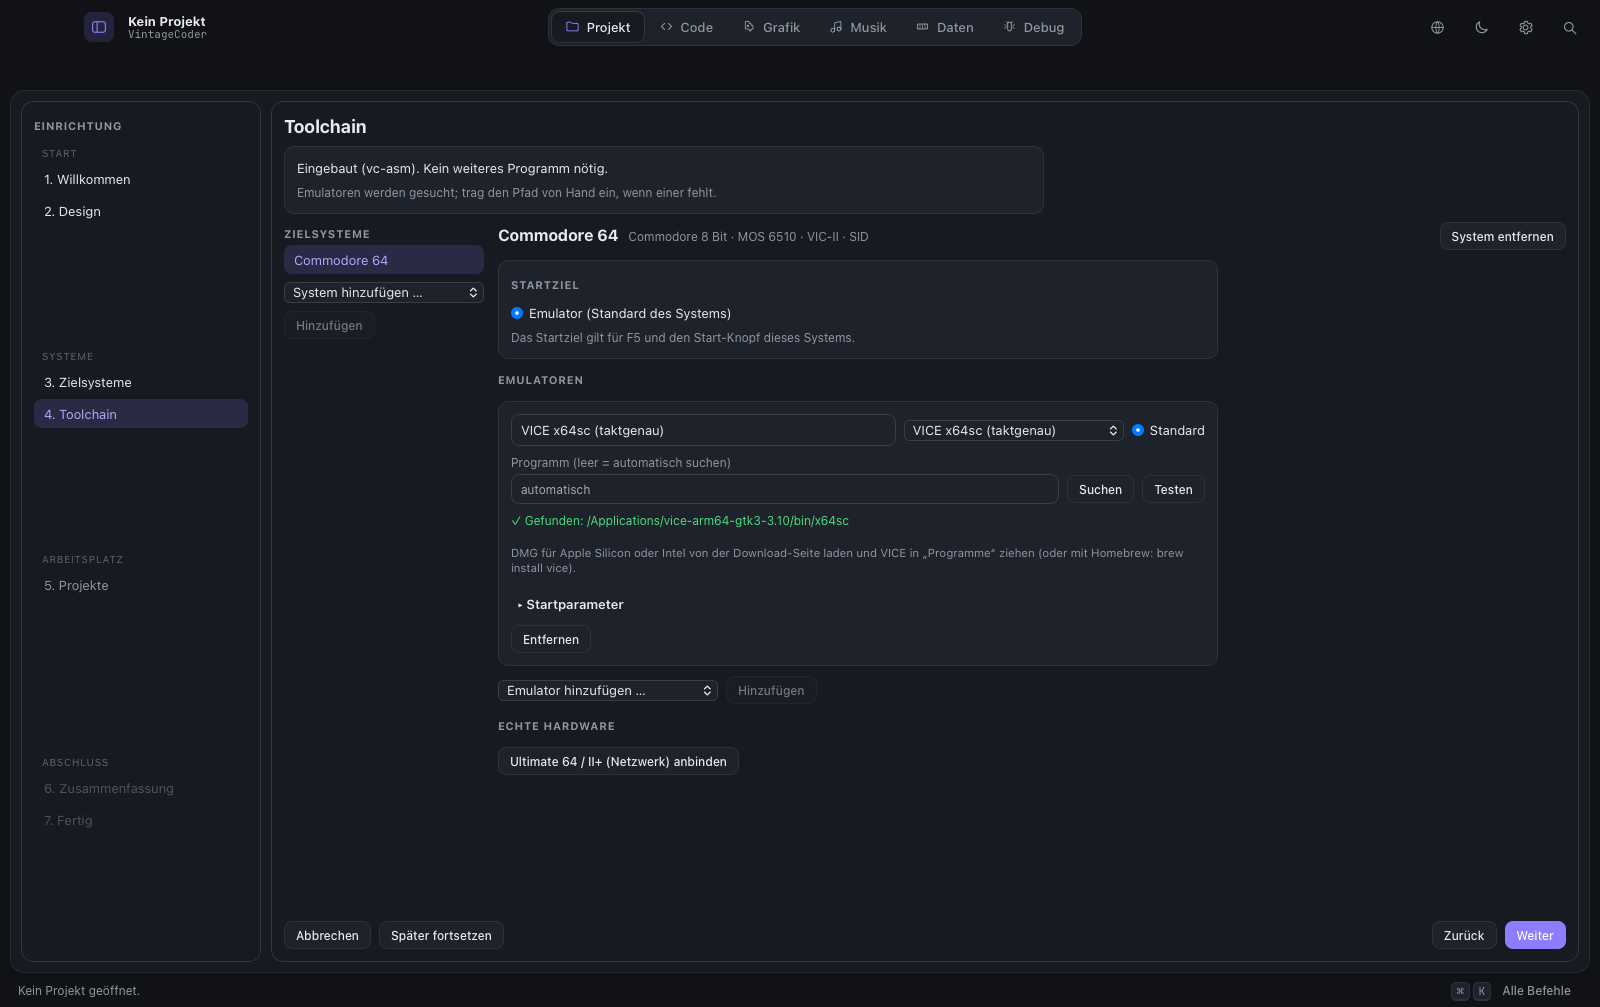 Kein Projekt
VintageCoder
Projekt
Code
Grafik
Musik
Daten
Debug
EINRICHTUNG
START
1. Willkommen
2. Design
SYSTEME
3. Zielsysteme
4. Toolchain
ARBEITSPLATZ
5. Projekte
ABSCHLUSS
6. Zusammenfassung
7. Fertig
Toolchain
Eingebaut (vc-asm). Kein weiteres Programm nötig.
Emulatoren werden gesucht; trag den Pfad von Hand ein, wenn einer fehlt.
ZIELSYSTEME
Commodore 64
System hinzufügen ...
Hinzufügen
Commodore 64 Commodore 8 Bit · MOS 6510 · VIC-II · SID
System entfernen
STARTZIEL
Emulator (Standard des Systems)
Das Startziel gilt für F5 und den Start-Knopf dieses Systems.
EMULATOREN
VICE x64sc (taktgenau)
VICE x64sc (taktgenau)
Standard
Programm (leer = automatisch suchen)
automatisch
Suchen
Testen
✓ Gefunden: /Applications/vice-arm64-gtk3-3.10/bin/x64sc
DMG für Apple Silicon oder Intel von der Download-Seite laden und VICE in „Programme“ ziehen (oder mit Homebrew: brew
install vice).
▸ Startparameter
Entfernen
Emulator hinzufügen ...
Hinzufügen
ECHTE HARDWARE
Ultimate 64 / II+ (Netzwerk) anbinden
Abbrechen
Später fortsetzen
Zurück
Weiter
Kein Projekt geöffnet.
⌘ K Alle Befehle